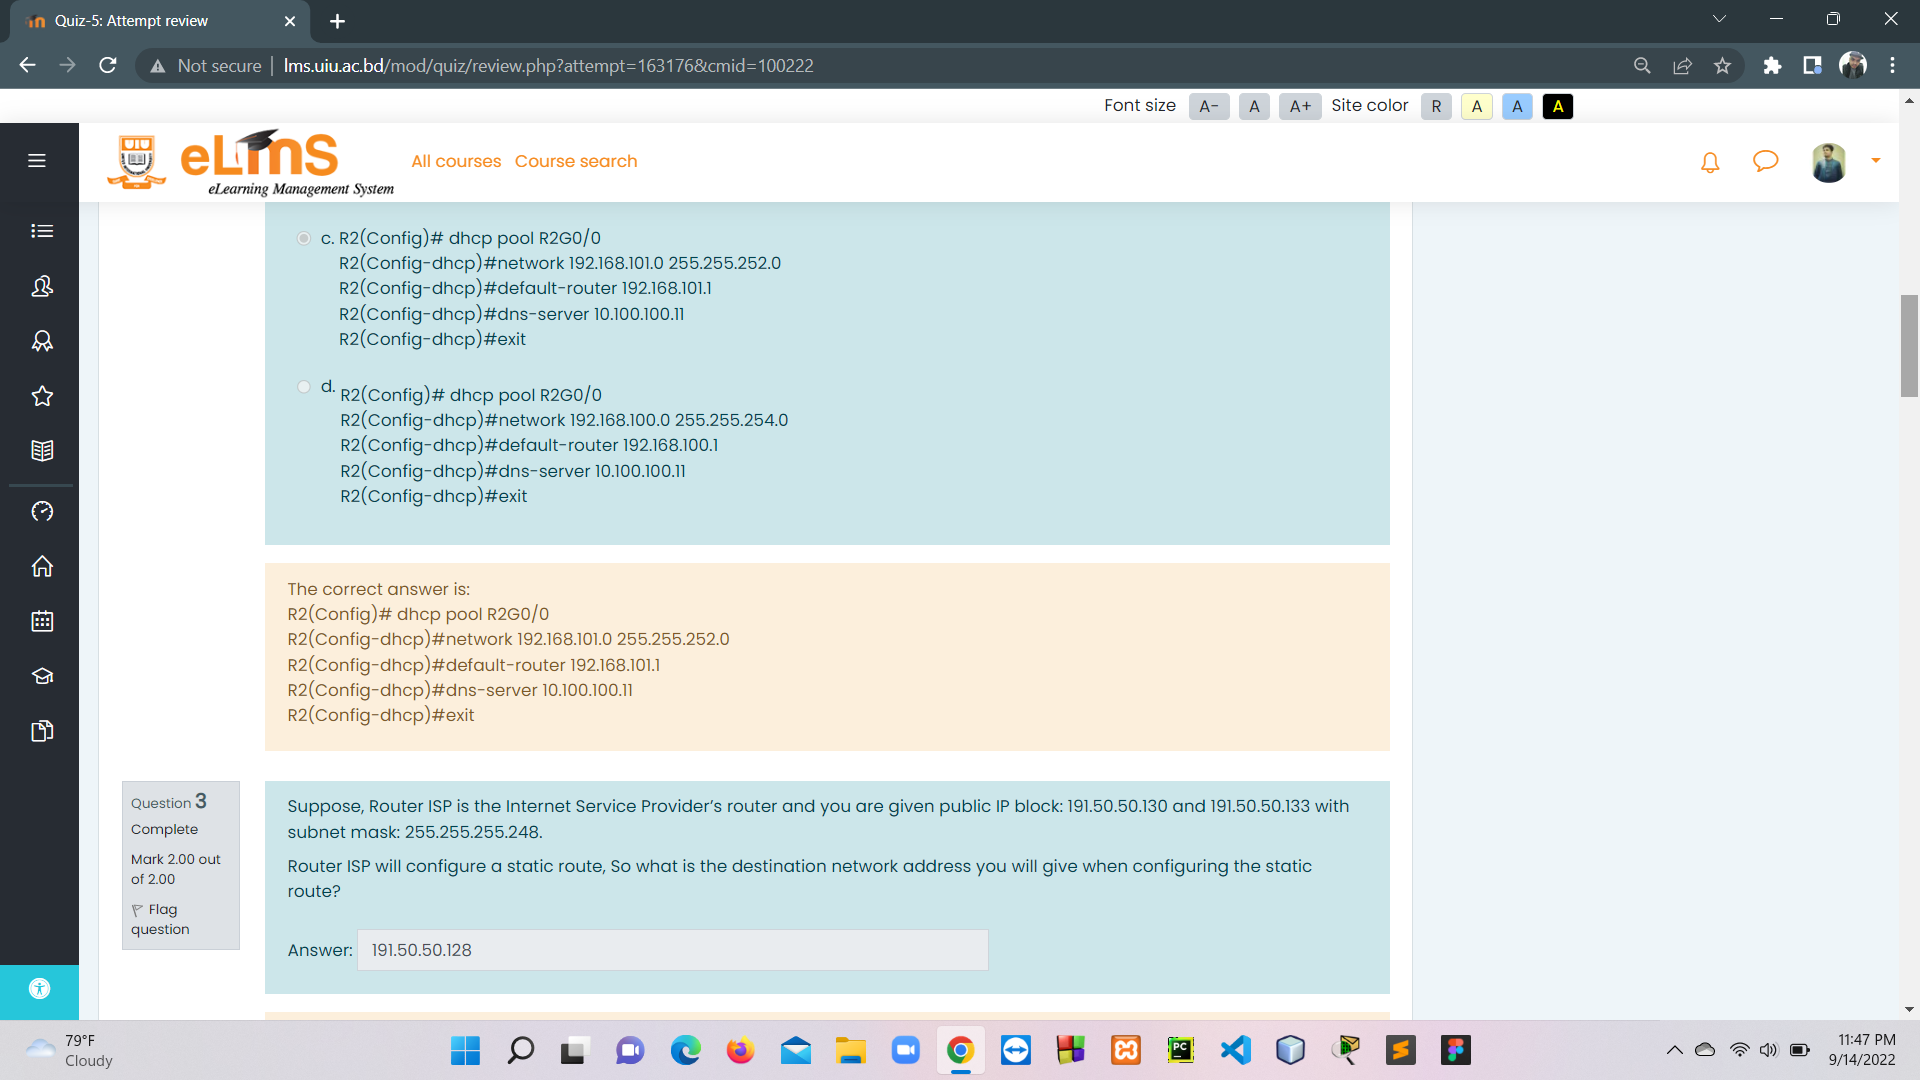 Quiz-5: Attempt review
Not secure | lms.uiu.ac.bd/mod/quiz/review.php?attempt=163176&cmid=100222
Font size A- A A+ Site color R A A A
UIU
eLmS
eLearning Management System
All courses Course search
c. R2(Config)# dhcp pool R2G0/0
R2(Config-dhcp)#network 192.168.101.0 255.255.252.0
R2(Config-dhcp)#default-router 192.168.101.1
R2(Config-dhcp)#dns-server 10.100.100.11
R2(Config-dhcp)#exit
d. R2(Config)# dhcp pool R2G0/0
R2(Config-dhcp)#network 192.168.100.0 255.255.254.0
R2(Config-dhcp)#default-router 192.168.100.1
R2(Config-dhcp)#dns-server 10.100.100.11
R2(Config-dhcp)#exit
The correct answer is:
R2(Config)# dhcp pool R2G0/0
R2(Config-dhcp)#network 192.168.101.0 255.255.252.0
R2(Config-dhcp)#default-router 192.168.101.1
R2(Config-dhcp)#dns-server 10.100.100.11
R2(Config-dhcp)#exit
Question 3
Complete
Mark 2.00 out
of 2.00
Flag
question
Suppose, Router ISP is the Internet Service Provider’s router and you are given public IP block: 191.50.50.130 and 191.50.50.133 with
subnet mask: 255.255.255.248.
Router ISP will configure a static route, So what is the destination network address you will give when configuring the static
route?
Answer: 191.50.50.128
79°F
Cloudy
PC
11:47 PM
9/14/2022